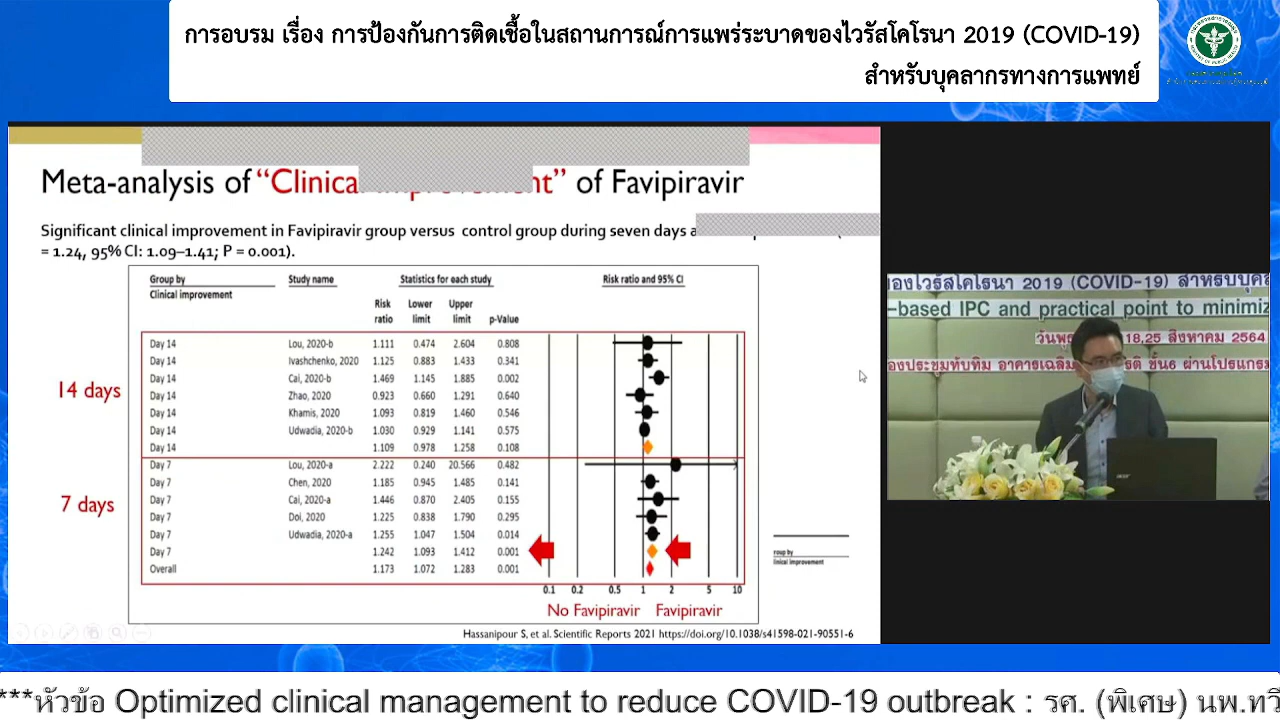 การอบรม เรื่อง การป้องกันการติดเชื้อในสถานการณ์การแพร่ระบาดของไวรัสโคโรนา 2019 (COVID-19)
สำหรับบุคลากรทางการแพทย์
Meta-analysis of “Clinica nt” of Favipiravir
Significant clinical improvement in Favipiravir group versus control group during seven days
= 1.24, 95% CI: 1.09–1.41; P = 0.001).
Group by Study name Statistics for each study Risk ratio and 95% CI
Clinical improvement
Risk Lower Upper
ratio limit limit p-Value
Day 14 Lou, 2020-b 1.111 0.474 2.604 0.808
Day 14 Ivashchenko, 2020 1.125 0.883 1.433 0.341
Day 14 Cai, 2020-b 1.469 1.145 1.885 0.002
14 days
Day 14 Zhao, 2020 0.923 0.660 1.291 0.640
Day 14 Khamis, 2020 1.093 0.819 1.460 0.546
Day 14 Udwadia, 2020-b 1.030 0.929 1.141 0.575
Day 14 1.109 0.978 1.258 0.108
Day 7 Lou, 2020-a 2.222 0.240 20.566 0.482
Day 7 Chen, 2020 1.185 0.945 1.485 0.141
7 days
Day 7 Cai, 2020-a 1.446 0.870 2.405 0.155
Day 7 Doi, 2020 1.225 0.838 1.790 0.295
Day 7 Udwadia, 2020-a 1.255 1.047 1.504 0.014
Day 7 1.242 1.093 1.412 0.001
Overall 1.173 1.072 1.283 0.001
0.1 0.2 0.5 1 2 5 10
No Favipiravir Favipiravir
roup by
linical improvement
Hassanipour S, et al. Scientific Reports 2021 https://doi.org/10.1038/s41598-021-90551-6
องไวรัสโคโรนา 2019 (COVID-19) สำหรับบุค
-based IPC and practical point to minimiz
วันพุธ 18,25 สิงหาคม 2564
องประชุมทับทิม อาคารเฉลิม ชั้น6 ผ่านโปรแกรม
acer
***หัวข้อ Optimized clinical management to reduce COVID-19 outbreak : รศ. (พิเศษ) นพ.ทวี